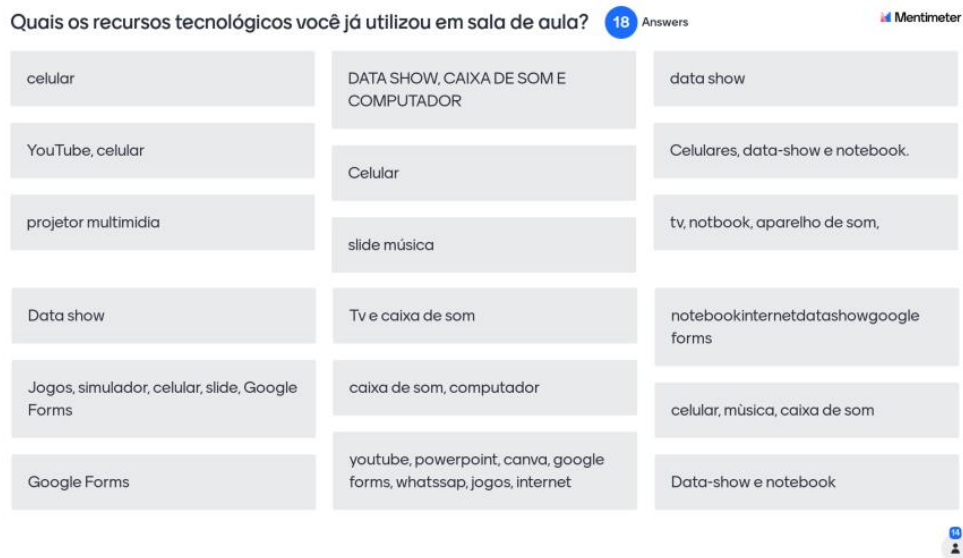 Quais os recursos tecnológicos você já utilizou em sala de aula?
18 Answers
Mentimeter
celular
YouTube, celular
projetor multimidia
DATA SHOW, CAIXA DE SOM E
COMPUTADOR
Celular
slide música
data show
Celulares, data-show e notebook.
tv, notbook, aparelho de som,
Data show
Jogos, simulador, celular, slide, Google
Forms
Google Forms
Tv e caixa de som
caixa de som, computador
youtube, powerpoint, canva, google
forms, whatssap, jogos, internet
notebookinternetdatashowgoogle
forms
celular, mùsica, caixa de som
Data-show e notebook
14